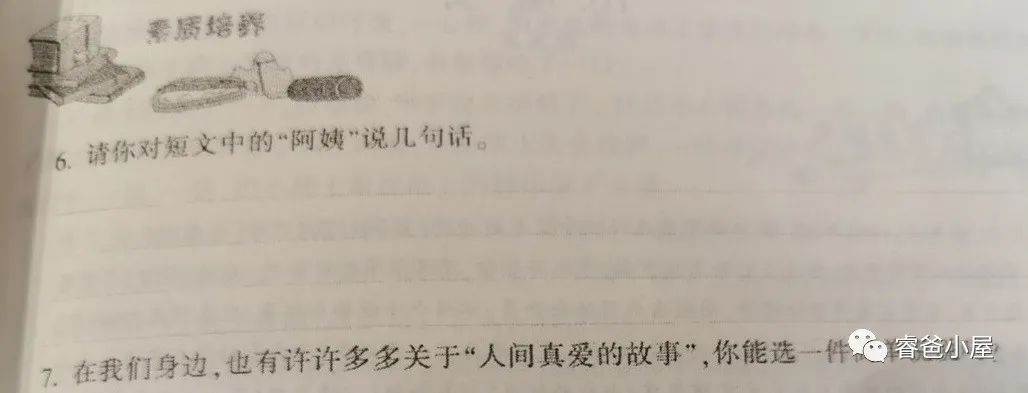 素质培养
6. 请你对短文中的“阿姨”说几句话。
7. 在我们身边,也有许许多多关于“人间真爱的故事”,你能选一件
睿爸小屋